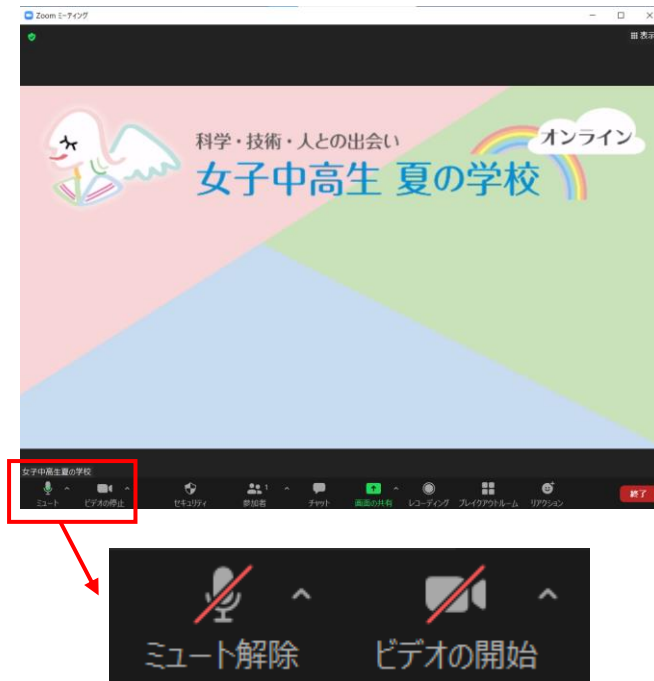 Zoom ミーティング
表示
科学・技術・人との出会い
オンライン
女子中高生 夏の学校
女子中高生夏の学校
ミュート
ビデオの停止
セキュリティ
参加者
1
チャット
画面の共有
レコーディング
ブレイクアウトルーム
リアクション
終了
ミュート解除
ビデオの開始